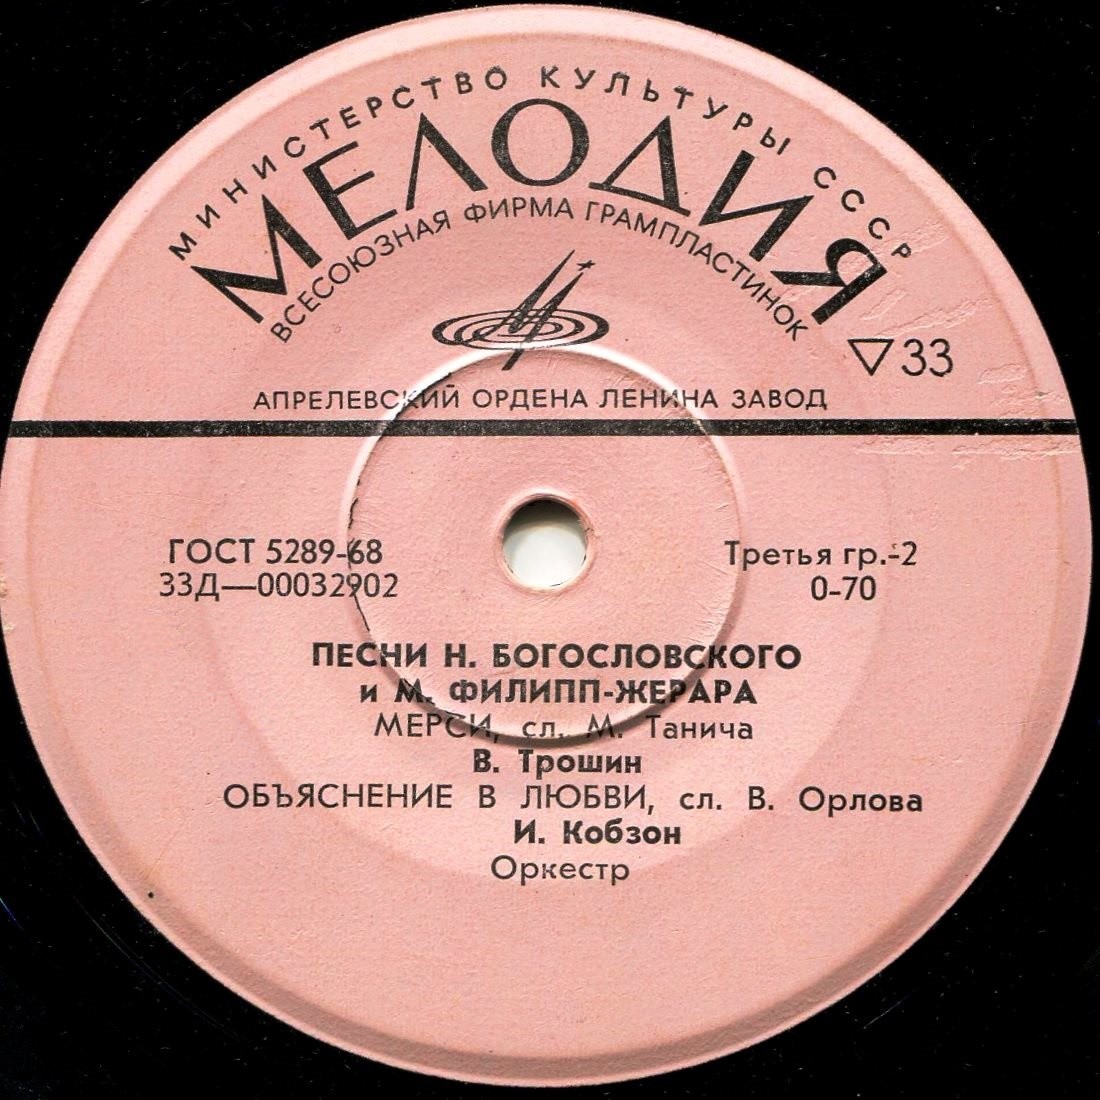 МИНИСТЕРСТВО КУЛЬТУРЫ СССР
МЕЛОДИЯ
ВСЕСОЮЗНАЯ ФИРМА ГРАМПЛАСТИНОК
▽33
АПРЕЛЕВСКИЙ ОРДЕНА ЛЕНИНА ЗАВОД
ГОСТ 5289-68 Третья гр.-2
33Д—00032902 0-70
ПЕСНИ Н. БОГОСЛОВСКОГО
и М. ФИЛИПП-ЖЕРАРА
МЕРСИ, сл. М. Танича
В. Трошин
ОБЪЯСНЕНИЕ В ЛЮБВИ, сл. В. Орлова
И. Кобзон
Оркестр